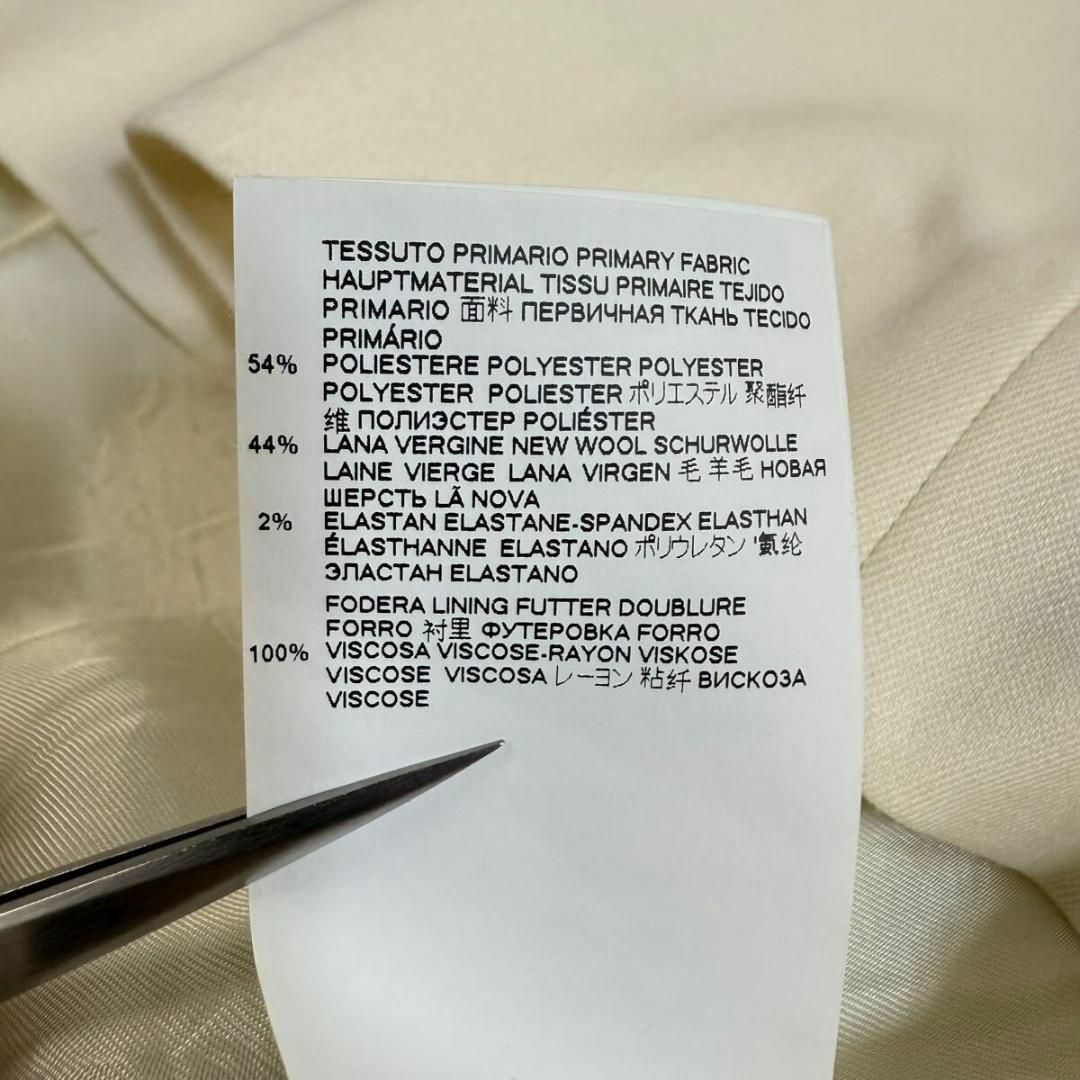 TESSUTO PRIMARIO PRIMARY FABRIC
HAUPTMATERIAL TISSU PRIMAIRE TEJIDO
PRIMARIO 面料 ПЕРВИЧНАЯ ТКАНЬ TECIDO
PRIMÁRIO
54% POLIESTERE POLYESTER POLYESTER
POLYESTER POLIESTER ポリエステル 聚酯纤
维 ПОЛИЭСТЕР POLIÉSTER
44% LANA VERGINE NEW WOOL SCHURWOLLE
LAINE VIERGE LANA VIRGEN 毛 羊毛 НОВАЯ
ШЕРСТЬ LÃ NOVA
2% ELASTAN ELASTANE-SPANDEX ELASTHAN
ÉLASTHANNE ELASTANO ポリウレタン '氨纶
ЭЛАСТАН ELASTANO
FODERA LINING FUTTER DOUBLURE
FORRO 衬里 ФУТЕРОВКА FORRO
100% VISCOSA VISCOSE-RAYON VISKOSE
VISCOSE VISCOSA レーヨン 粘纤 ВИСКОЗА
VISCOSE